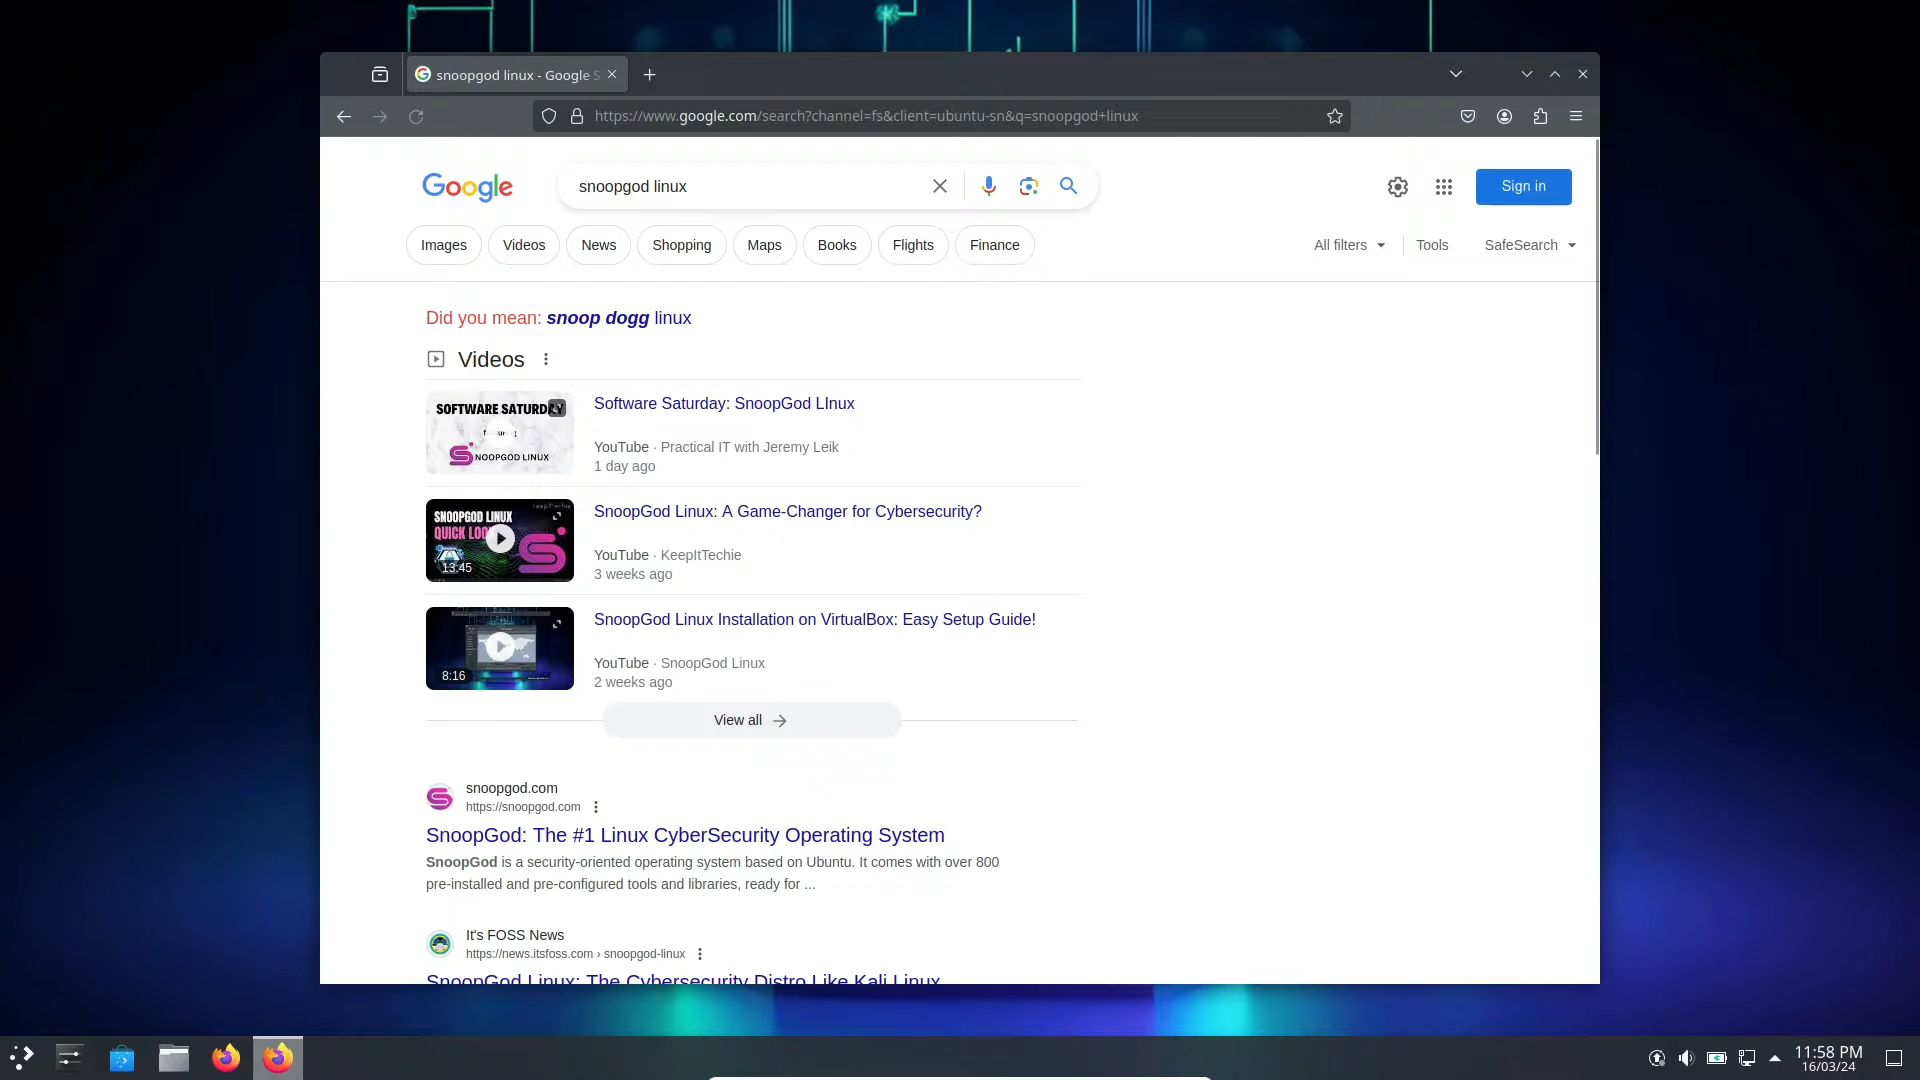 snoopgod linux - Google S
https://www.google.com/search?channel=fs&client=ubuntu-sn&q=snoopgod+linux
Google
snoopgod linux
Sign in
Images
Videos
News
Shopping
Maps
Books
Flights
Finance
All filters
Tools
SafeSearch
Did you mean: snoop dogg linux
Videos
SOFTWARE SATURDAY
featuring
SNOOPGOD LINUX
Software Saturday: SnoopGod LInux
YouTube · Practical IT with Jeremy Leik
1 day ago
KeepItTechie
SNOOPGOD LINUX
QUICK LOO
13:45
SnoopGod Linux: A Game-Changer for Cybersecurity?
YouTube · KeepItTechie
3 weeks ago
8:16
SnoopGod Linux Installation on VirtualBox: Easy Setup Guide!
YouTube · SnoopGod Linux
2 weeks ago
View all
snoopgod.com
https://snoopgod.com
SnoopGod: The #1 Linux CyberSecurity Operating System
SnoopGod is a security-oriented operating system based on Ubuntu. It comes with over 800
pre-installed and pre-configured tools and libraries, ready for ...
It's FOSS News
https://news.itsfoss.com › snoopgod-linux
SnoopGod Linux: The Cybersecurity Distro Like Kali Linux
11:58 PM
16/03/24